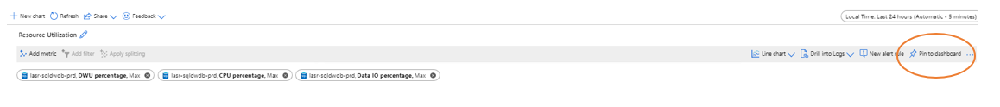 New chart Refresh Share Feedback Local Time: Last 24 hours (Automatic - 5 minutes)
Resource Utilization
Add metric Add filter Apply splitting Line chart Drill into Logs New alert rule Pin to dashboard ...
lasr-sqldwdb-prd, DWU percentage, Max lasr-sqldwdb-prd, CPU percentage, Max lasr-sqldwdb-prd, Data IO percentage, Max